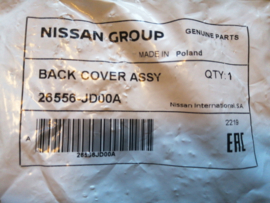 NISSAN GROUP
GENUINE PARTS
MADE IN Poland
BACK COVER ASSY
QTY: 1
26556-JD00A
Nissan International.SA
2219
A
EAC